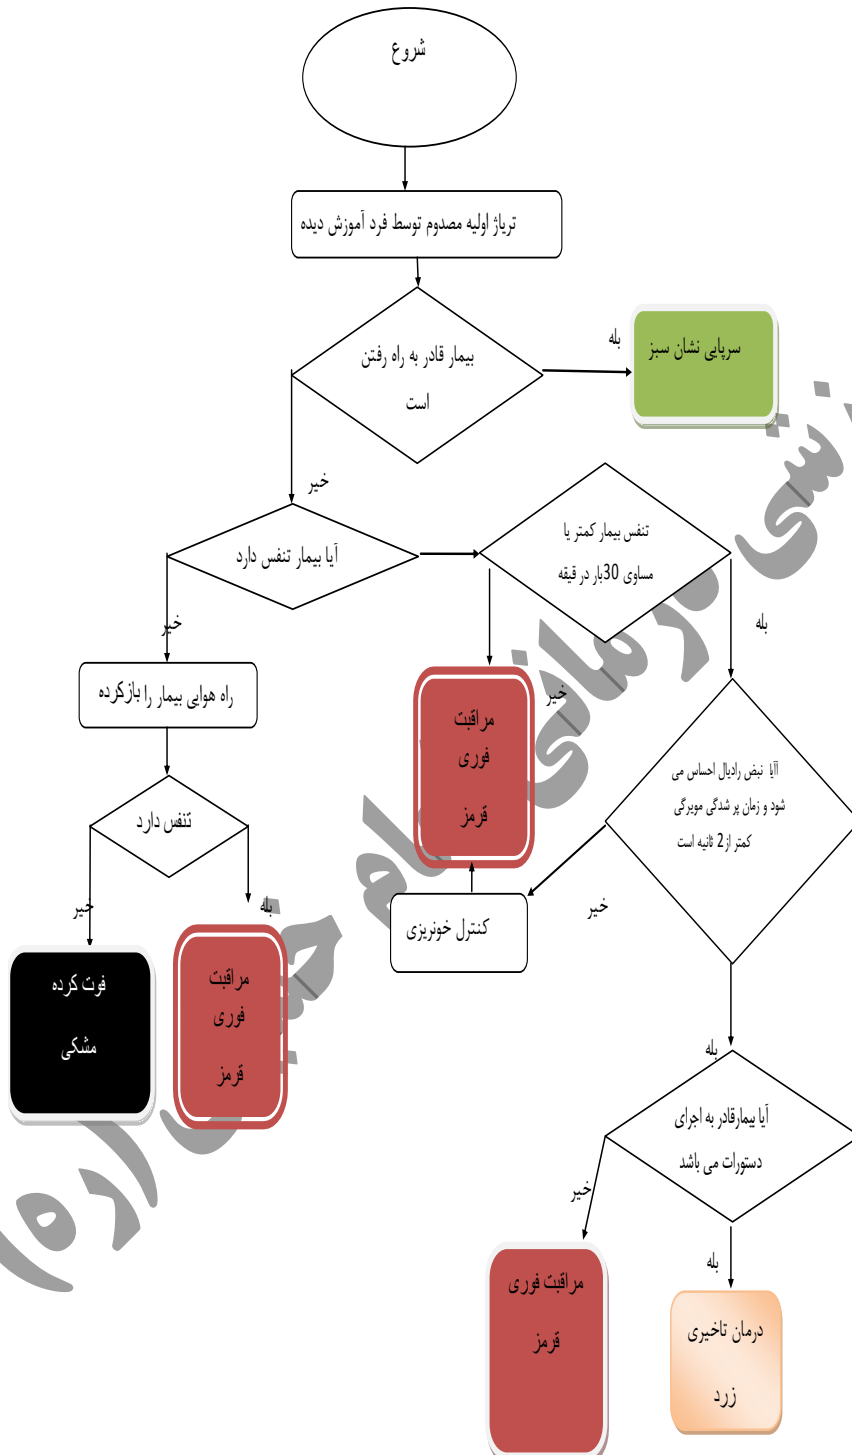 شروع
تریاژ اولیه مصدوم توسط فرد آموزش دیده
بیمار قادر به راه رفتن
است
بله
سرپایی نشان سبز
خیر
آیا بیمار تنفس دارد
تنفس بیمار کمتر یا
مساوی 30بار در قیقه
خیر
بله
راه هوایی بیمار را بازکرده
خیر
مراقبت
فوری
قرمز
آایا نبض رادیال احساس می
شود و زمان پر شدگی مویرگی
کمتر از2 ثانیه است
تنفس دارد
خیر
بله
کنترل خونریزی
خیر
فوت کرده
مشکی
مراقبت
فوری
قرمز
بله
آیا بیمارقادر به اجرای
دستورات می باشد
خیر
بله
مراقبت فوری
قرمز
درمان تاخیری
زرد